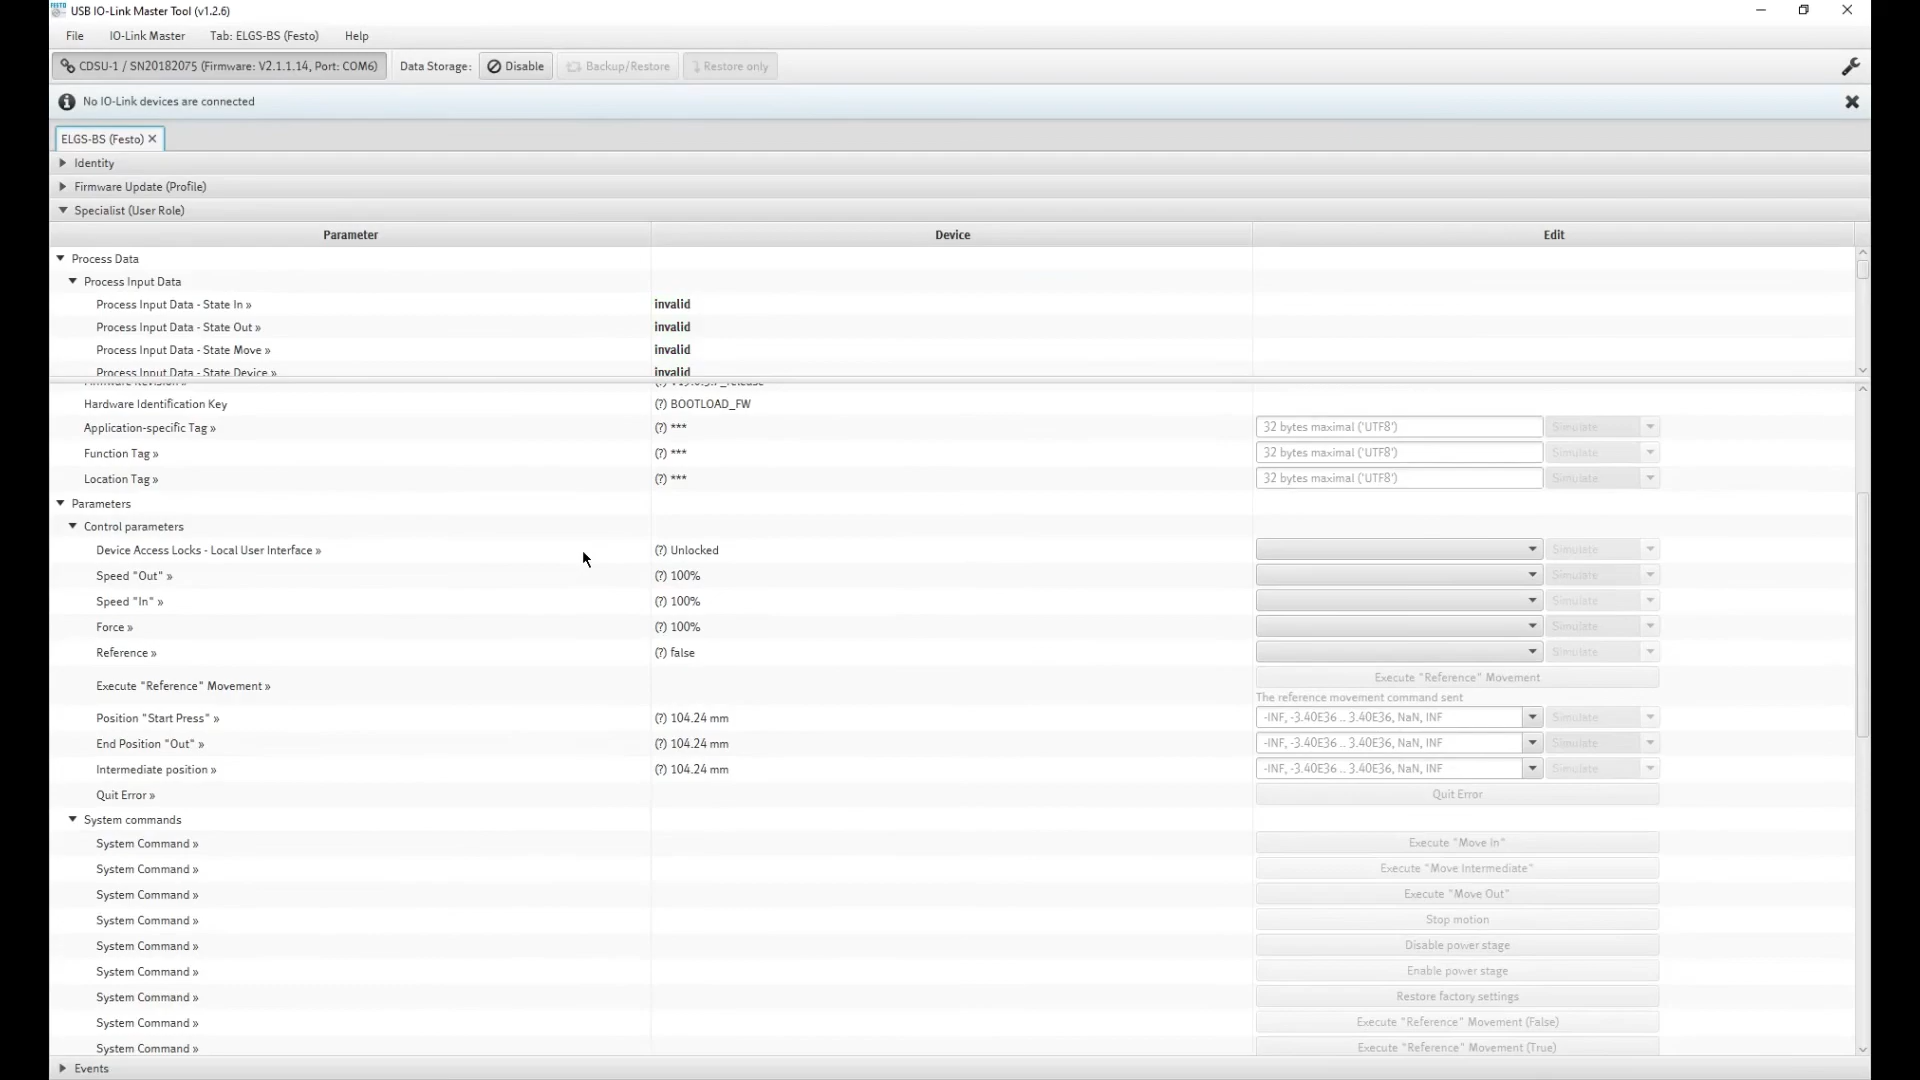 USB IO-Link Master Tool (v1.2.6)
File IO-Link Master Tab: ELGS-BS (Festo) Help
CDSU-1 / SN20182075 (Firmware: V2.1.1.14, Port: COM6) Data Storage: Disable Backup/Restore Restore only
No IO-Link devices are connected
ELGS-BS (Festo)
Identity
Firmware Update (Profile)
Specialist (User Role)
Parameter Device Edit
Process Data
Process Input Data
Process Input Data - State In » invalid
Process Input Data - State Out » invalid
Process Input Data - State Move » invalid
Process Input Data - State Device » invalid
Hardware Identification Key (?) BOOTLOAD_FW
Application-specific Tag » (?) *** 32 bytes maximal ('UTF8') Simulate
Function Tag » (?) *** 32 bytes maximal ('UTF8') Simulate
Location Tag » (?) *** 32 bytes maximal ('UTF8') Simulate
Parameters
Control parameters
Device Access Locks - Local User Interface » (?) Unlocked Simulate
Speed "Out" » (?) 100% Simulate
Speed "In" » (?) 100% Simulate
Force » (?) 100% Simulate
Reference » (?) false Simulate
Execute "Reference" Movement » Execute "Reference" Movement
The reference movement command sent
Position "Start Press" » (?) 104.24 mm -INF, -3.40E36 .. 3.40E36, NaN, INF Simulate
End Position "Out" » (?) 104.24 mm -INF, -3.40E36 .. 3.40E36, NaN, INF Simulate
Intermediate position » (?) 104.24 mm -INF, -3.40E36 .. 3.40E36, NaN, INF Simulate
Quit Error » Quit Error
System commands
System Command » Execute "Move In"
System Command » Execute "Move Intermediate"
System Command » Execute "Move Out"
System Command » Stop motion
System Command » Disable power stage
System Command » Enable power stage
System Command » Restore factory settings
System Command » Execute "Reference" Movement (False)
System Command » Execute "Reference" Movement (True)
Events